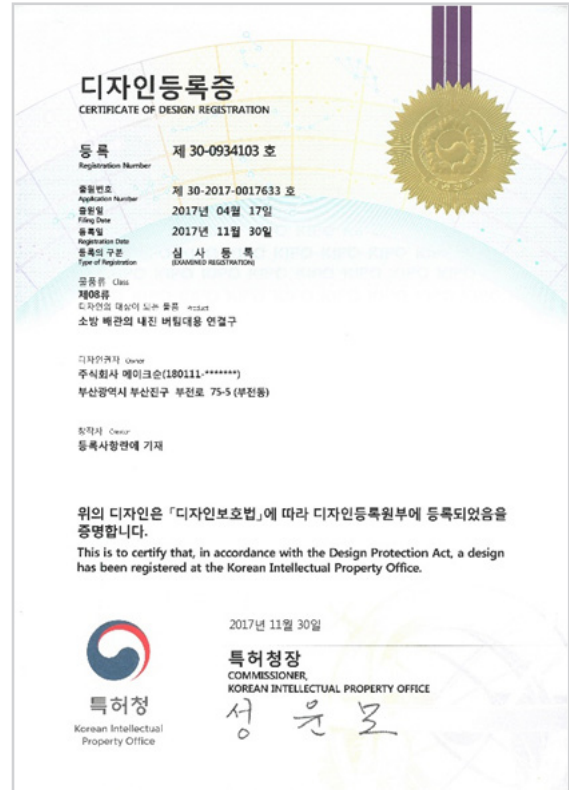 디자인등록증
CERTIFICATE OF DESIGN REGISTRATION
등 록 제 30-0934103 호
Registration Number
출원번호 제 30-2017-0017633 호
Application Number
출원일 2017년 04월 17일
Filing Date
등록일 2017년 11월 30일
Registration Date
등록의 구분 심 사 등 록
Type of Registration (EXAMINED REGISTRATION)
물품류 Class
제08류
디자인의 대상이 되는 물품 Product
소방 배관의 내진 버팀대용 연결구
디자인권자 Owner
주식회사 메이크순(180111-*******)
부산광역시 부산진구 부전로 75-5 (부전동)
창작자
등록사항란에 기재
위의 디자인은 「디자인보호법」에 따라 디자인등록원부에 등록되었음을
증명합니다.
This is to certify that, in accordance with the Design Protection Act, a design
has been registered at the Korean Intellectual Property Office.
2017년 11월 30일
특허청장
COMMISSIONER,
KOREAN INTELLECTUAL PROPERTY OFFICE
성 윤 모
특허청
Korean Intellectual
Property Office